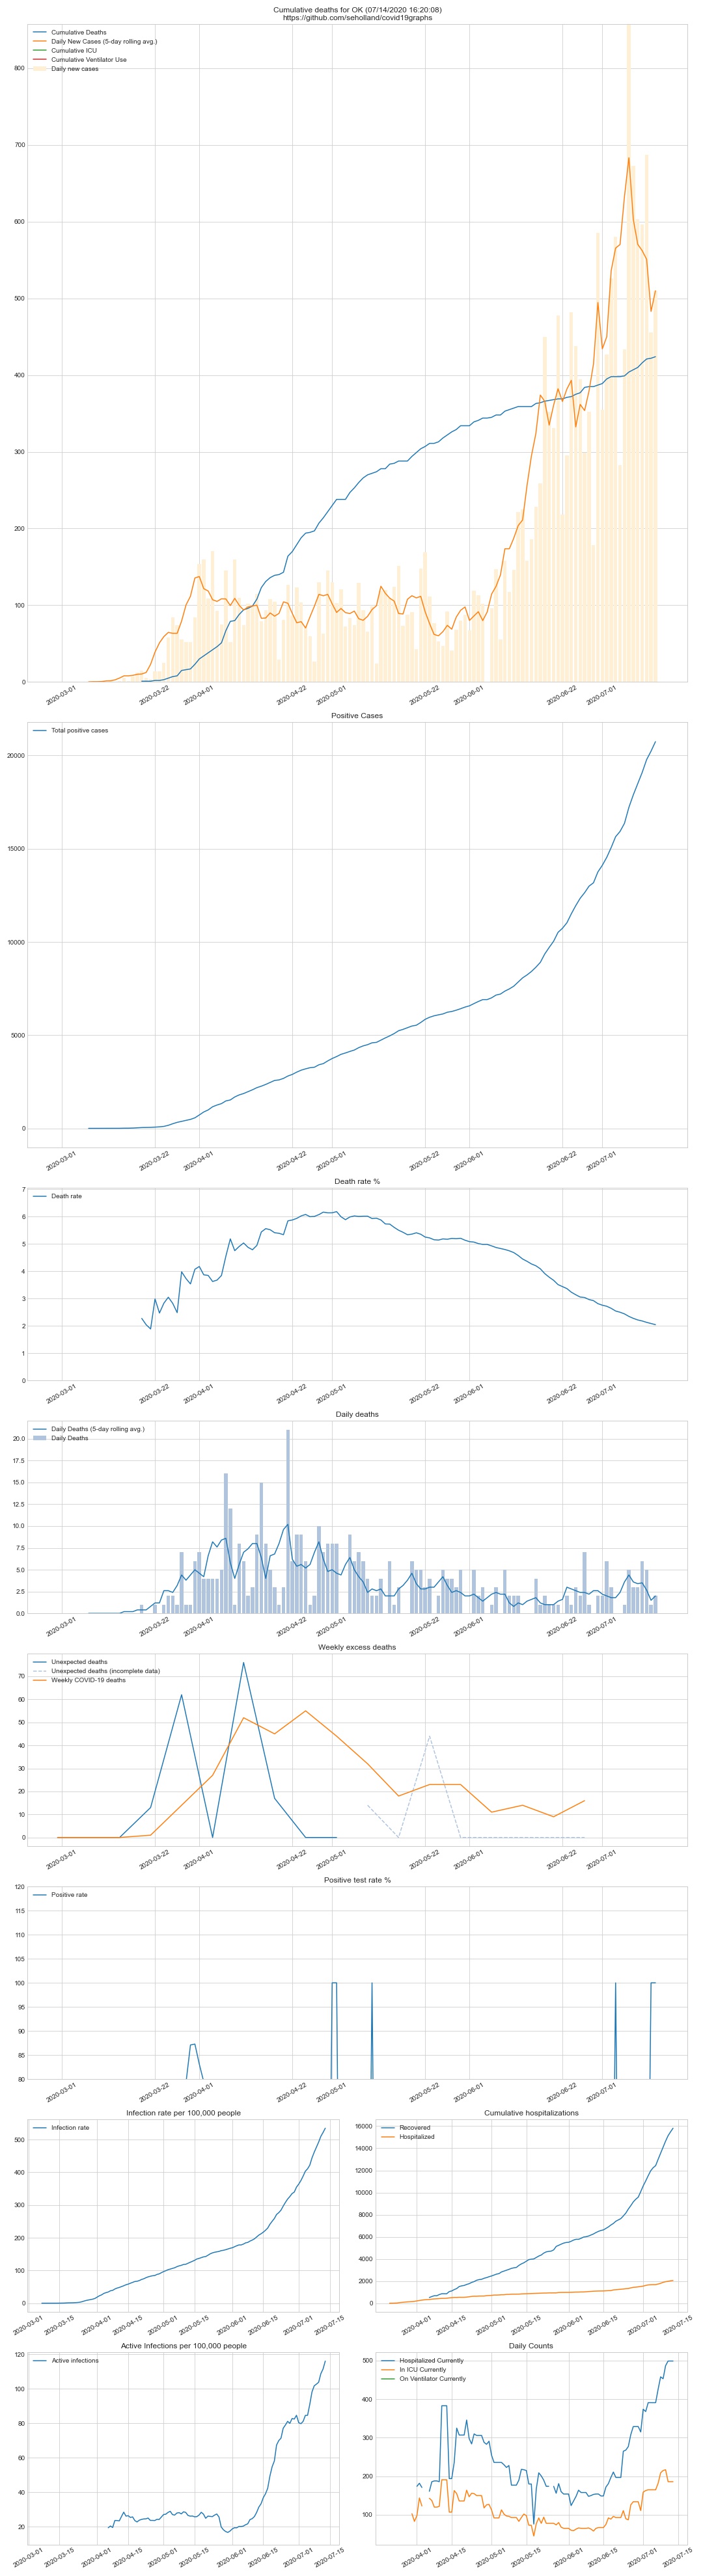 Cumulative deaths for OK (07/14/2020 16:20:08)
https://github.com/seholland/covid19graphs
Cumulative Deaths
Daily New Cases (5-day rolling avg.)
Cumulative ICU
Cumulative Ventilator Use
Daily new cases
800
700
600
500
400
300
200
100
0
2020-03-01 2020-03-22 2020-04-01 2020-04-22 2020-05-01 2020-05-22 2020-06-01 2020-06-22 2020-07-01
Positive Cases
Total positive cases
20000
15000
10000
5000
0
2020-03-01 2020-03-22 2020-04-01 2020-04-22 2020-05-01 2020-05-22 2020-06-01 2020-06-22 2020-07-01
Death rate %
Death rate
7
6
5
4
3
2
1
0
2020-03-01 2020-03-22 2020-04-01 2020-04-22 2020-05-01 2020-05-22 2020-06-01 2020-06-22 2020-07-01
Daily deaths
Daily Deaths (5-day rolling avg.)
Daily Deaths
20.0
17.5
15.0
12.5
10.0
7.5
5.0
2.5
0.0
2020-03-01 2020-03-22 2020-04-01 2020-04-22 2020-05-01 2020-05-22 2020-06-01 2020-06-22 2020-07-01
Weekly excess deaths
Unexpected deaths
Unexpected deaths (incomplete data)
Weekly COVID-19 deaths
70
60
50
40
30
20
10
0
2020-03-01 2020-03-22 2020-04-01 2020-04-22 2020-05-01 2020-05-22 2020-06-01 2020-06-22 2020-07-01
Positive test rate %
Positive rate
120
115
110
105
100
95
90
85
80
2020-03-01 2020-03-22 2020-04-01 2020-04-22 2020-05-01 2020-05-22 2020-06-01 2020-06-22 2020-07-01
Infection rate per 100,000 people
Infection rate
500
400
300
200
100
0
2020-03-01 2020-03-15 2020-04-01 2020-04-15 2020-05-01 2020-05-15 2020-06-01 2020-06-15 2020-07-01 2020-07-15
Cumulative hospitalizations
Recovered
Hospitalized
16000
14000
12000
10000
8000
6000
4000
2000
0
2020-04-01 2020-04-15 2020-05-01 2020-05-15 2020-06-01 2020-06-15 2020-07-01 2020-07-15
Active Infections per 100,000 people
Active infections
120
100
80
60
40
20
2020-03-01 2020-03-15 2020-04-01 2020-04-15 2020-05-01 2020-05-15 2020-06-01 2020-06-15 2020-07-01 2020-07-15
Daily Counts
Hospitalized Currently
In ICU Currently
On Ventilator Currently
500
400
300
200
100
2020-04-01 2020-04-15 2020-05-01 2020-05-15 2020-06-01 2020-06-15 2020-07-01 2020-07-15